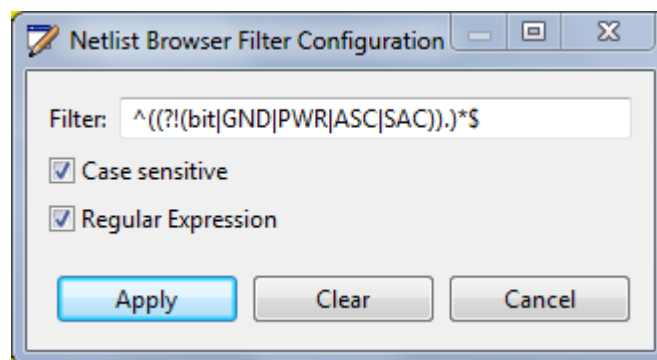 Netlist Browser Filter Configuration
Filter: ^((?!(bit|GND|PWR|ASC|SAC)).)*$
Case sensitive
Regular Expression
Apply Clear Cancel